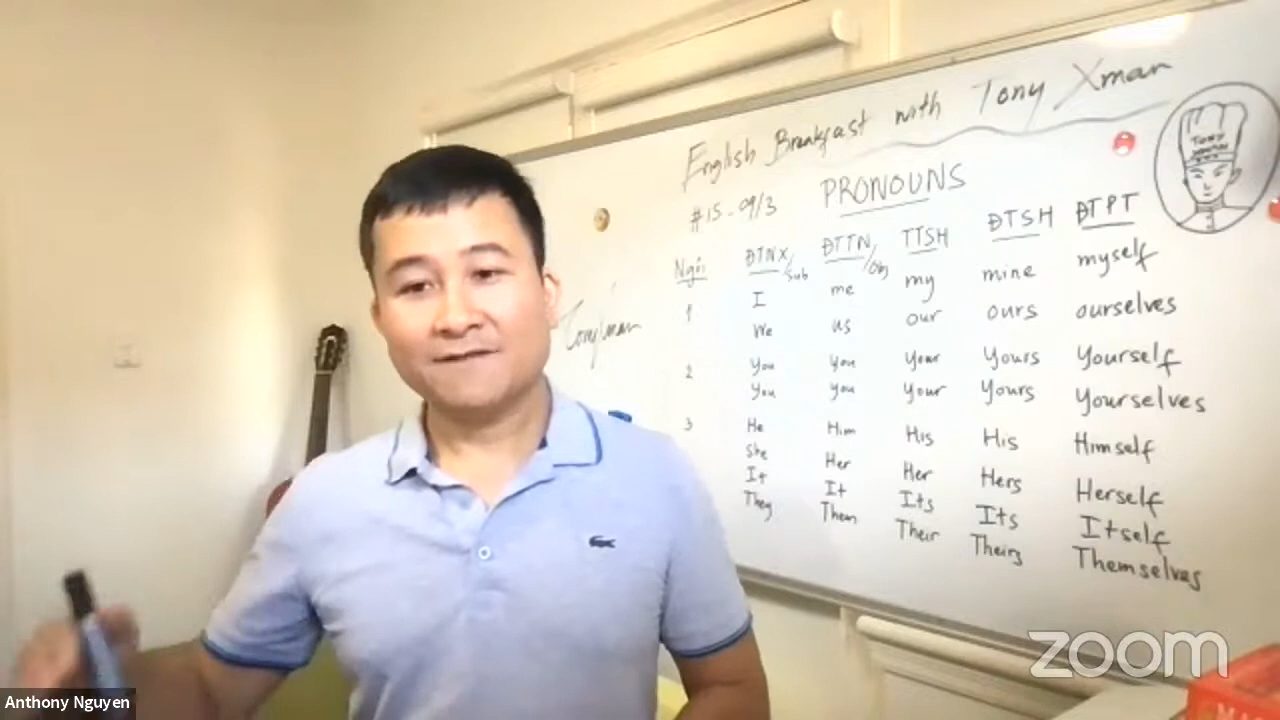 English Breakfast with Tony Xman
TONY
XMAN
#15-09/3 PRONOUNS
Ngôi ĐTNX/Sub ĐTTN/Obj TTSH ĐTSH ĐTPT
1 I me my mine myself
We us our ours ourselves
2 You you your yours yourself
You you your yours yourselves
3 He Him His His Himself
She Her Her Hers Herself
It It Its Its Itself
They Them Their Theirs Themselves
zoom
Anthony Nguyen